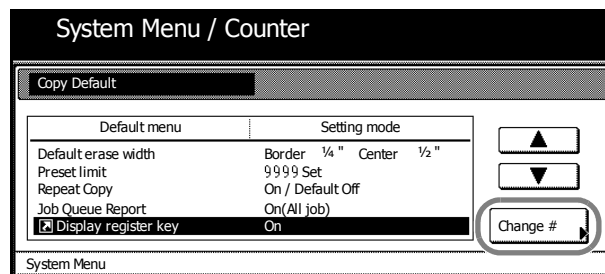 System Menu / Counter
Copy Default
Default menu Setting mode
Default erase width Border ¼ " Center ½ "
Preset limit 9999 Set
Repeat Copy On / Default Off
Job Queue Report On(All job)
Display register key On
Change #
System Menu